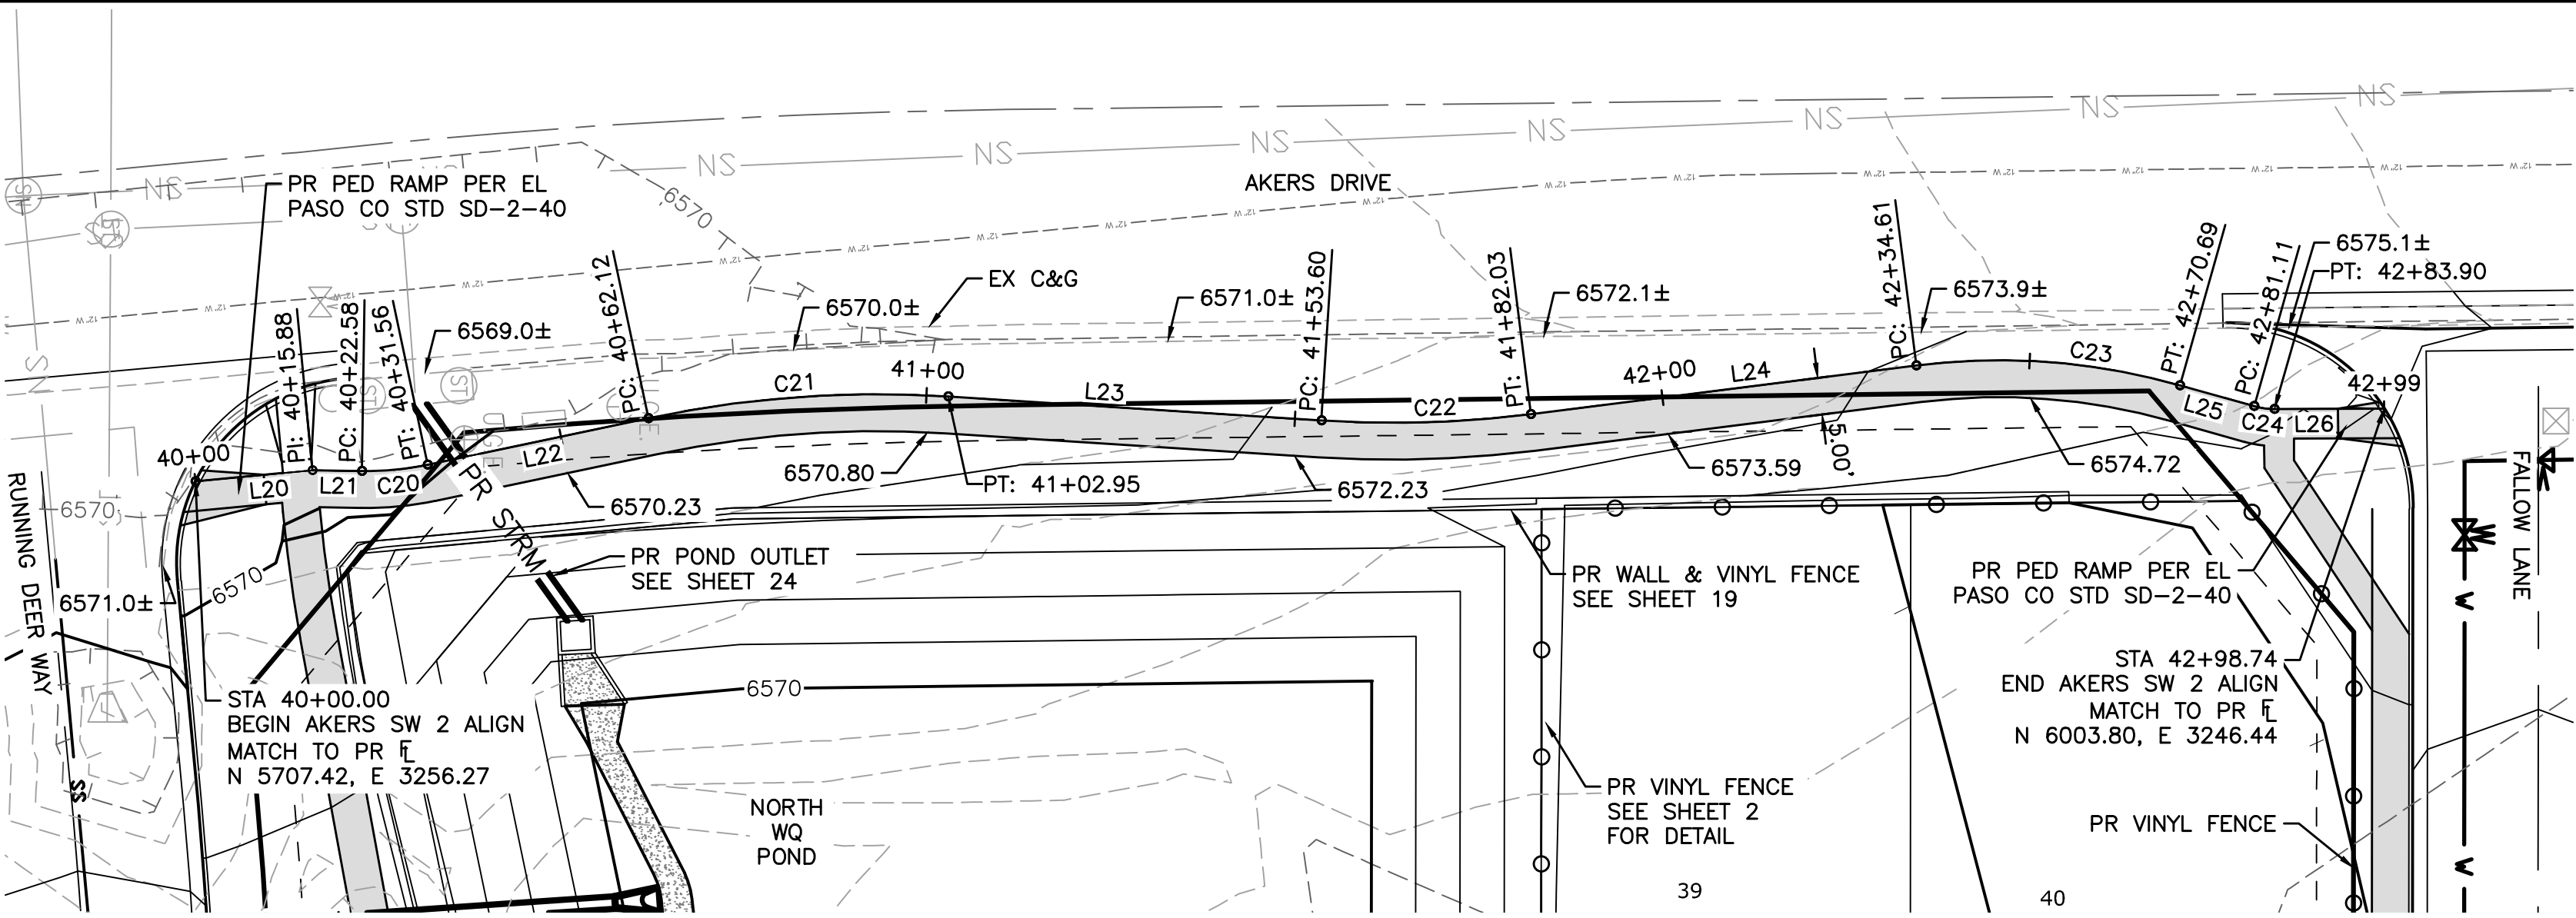 NS NS NS NS NS NS NS NS
PR PED RAMP PER EL
PASO CO STD SD-2-40
6570
AKERS DRIVE
12"W
EX C&G
6569.0±
6570.0±
6571.0±
6572.1±
6573.9±
6575.1±
PT: 42+83.90
PI: 40+15.88
PC: 40+22.58
PT: 40+31.56
PC: 40+62.12
PC: 41+53.60
PT: 41+82.03
PC: 42+34.61
PT: 42+70.69
PC: 42+81.11
40+00
L20
L21
C20
L22
C21
41+00
L23
C22
42+00
L24
C23
L25
C24
L26
42+99
ST
ST
6570.23
6570.80
PT: 41+02.95
6572.23
6573.59
5.00'
6574.72
PR STRM
RUNNING DEER WAY
6570
6570
6571.0±
SS
PR POND OUTLET
SEE SHEET 24
PR WALL & VINYL FENCE
SEE SHEET 19
PR PED RAMP PER EL
PASO CO STD SD-2-40
FALLOW LANE
W
W
STA 40+00.00
BEGIN AKERS SW 2 ALIGN
MATCH TO PR FL
N 5707.42, E 3256.27
6570
STA 42+98.74
END AKERS SW 2 ALIGN
MATCH TO PR FL
N 6003.80, E 3246.44
NORTH
WQ
POND
PR VINYL FENCE
SEE SHEET 2
FOR DETAIL
PR VINYL FENCE
39
40